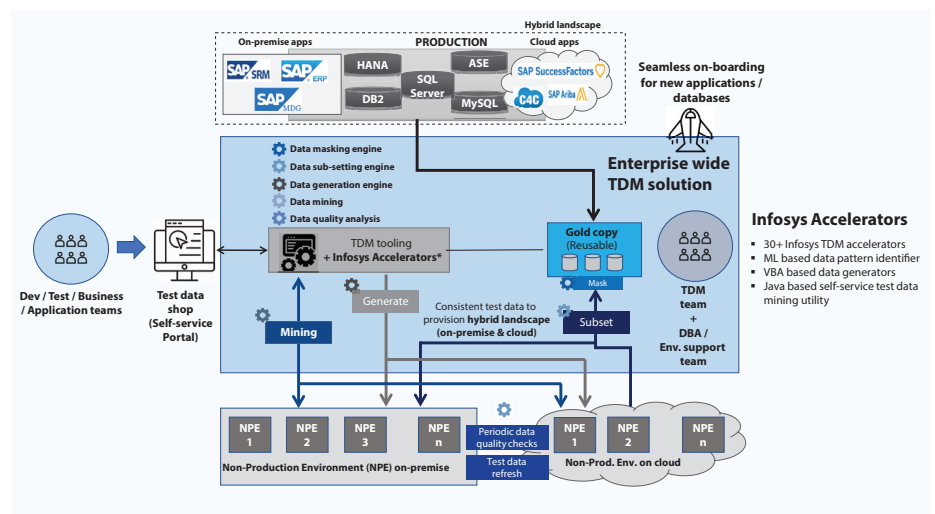 Hybrid landscape
On-premise apps
PRODUCTION
Cloud apps
SAP SRM
SAP ERP
SAP MDG
HANA
DB2
SQL
Server
ASE
MySQL
SAP SuccessFactors
C4C
SAP Ariba
Seamless on-boarding
for new applications /
databases
Data masking engine
Data sub-setting engine
Data generation engine
Data mining
Data quality analysis
Enterprise wide
TDM solution
Dev / Test / Business
/ Application teams
Test data
shop
(Self-service
Portal)
TDM tooling
+ Infosys Accelerators*
Gold copy
(Reusable)
Mask
TDM
team
+
DBA /
Env. support
team
Infosys Accelerators
▪ 30+ Infosys TDM accelerators
▪ ML based data pattern identifier
▪ VBA based data generators
▪ Java based self-service test data
mining utility
Mining
Generate
Consistent test data to
provision hybrid landscape
(on-premise & cloud)
Subset
NPE
1
NPE
2
NPE
3
NPE
n
Non-Production Environment (NPE) on-premise
Periodic data
quality checks
Test data
refresh
NPE
1
NPE
2
NPE
n
Non-Prod. Env. on cloud